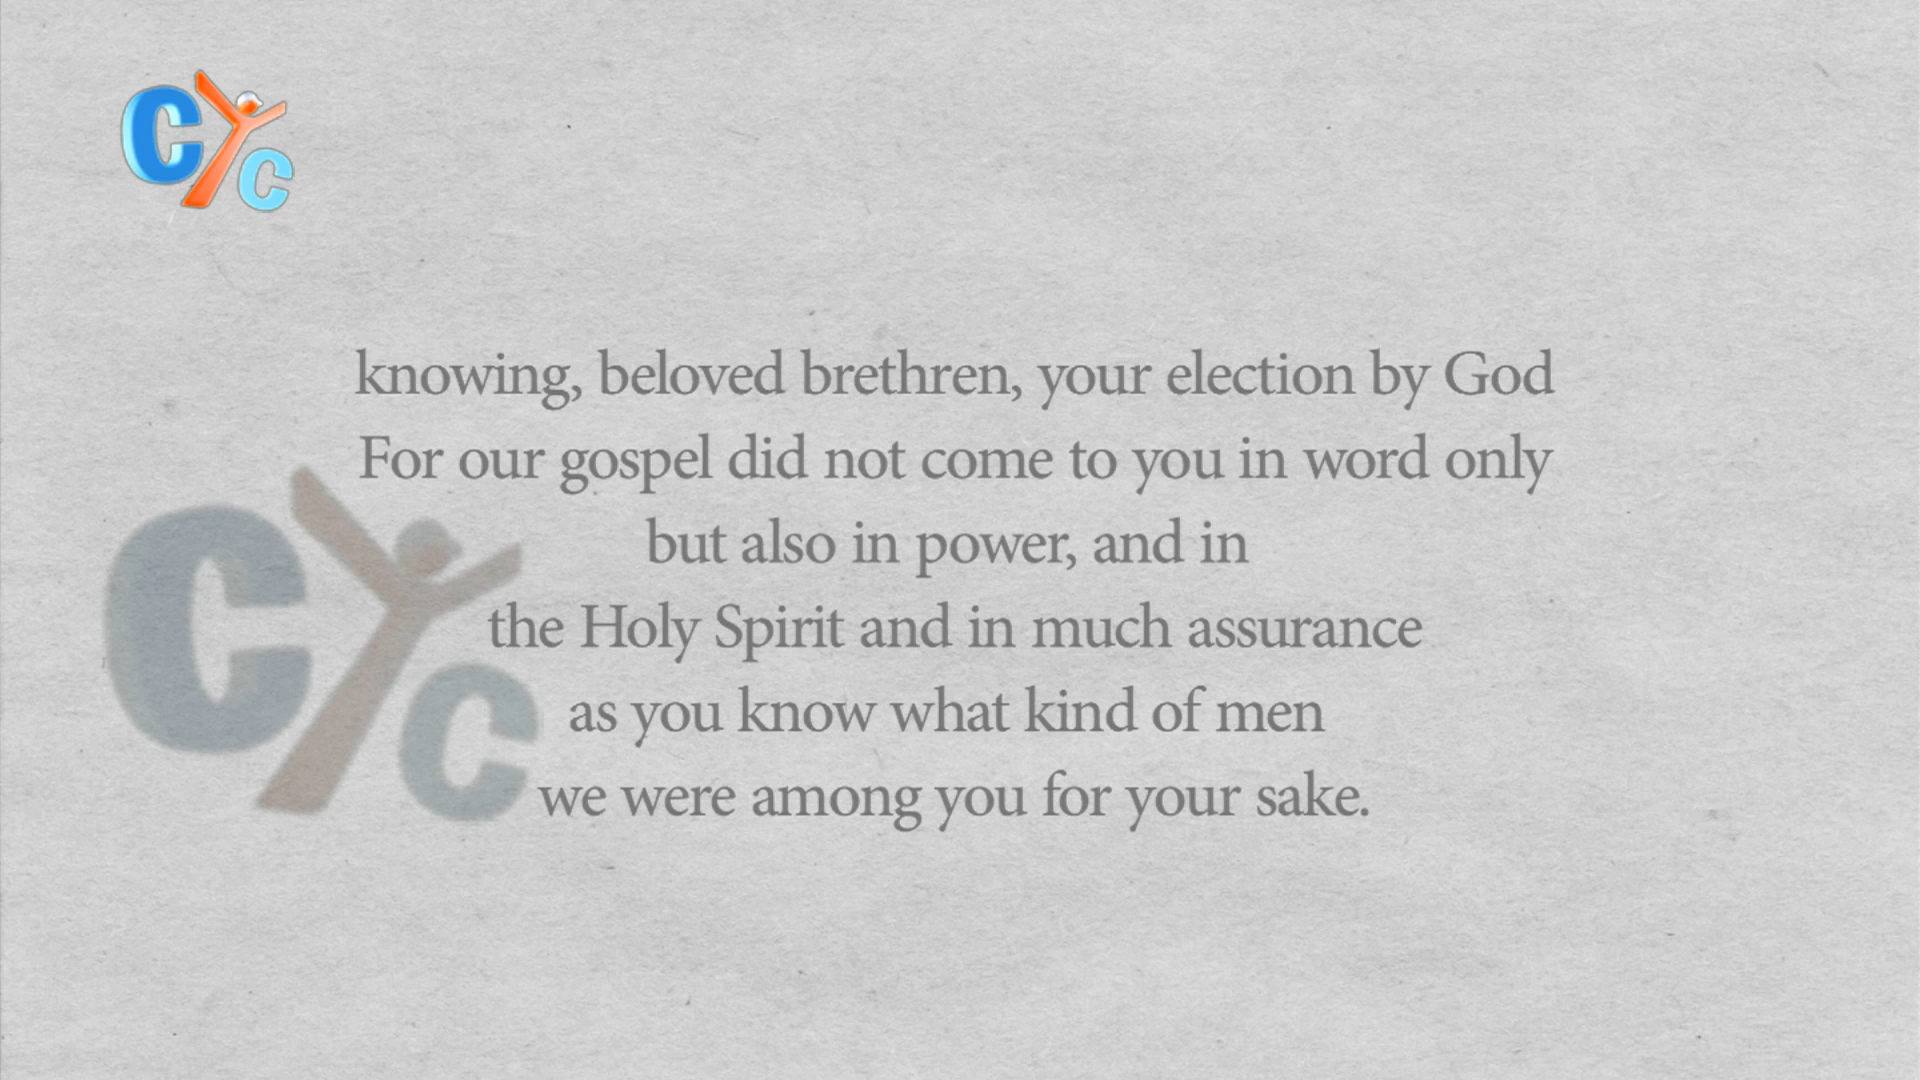 CYC
knowing, beloved brethren, your election by God
For our gospel did not come to you in word only
but also in power, and in
the Holy Spirit and in much assurance
as you know what kind of men
we were among you for your sake.
CYC